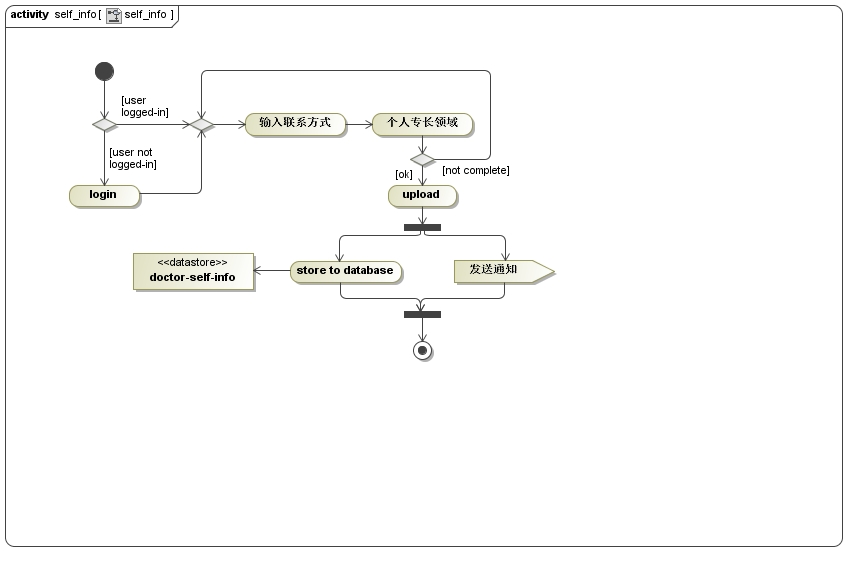 activity self_info [ self_info ]
[user
logged-in]
输入联系方式
个人专长领域
[user not
logged-in]
[not complete]
[ok]
login
upload
<<datastore>>
doctor-self-info
store to database
发送通知